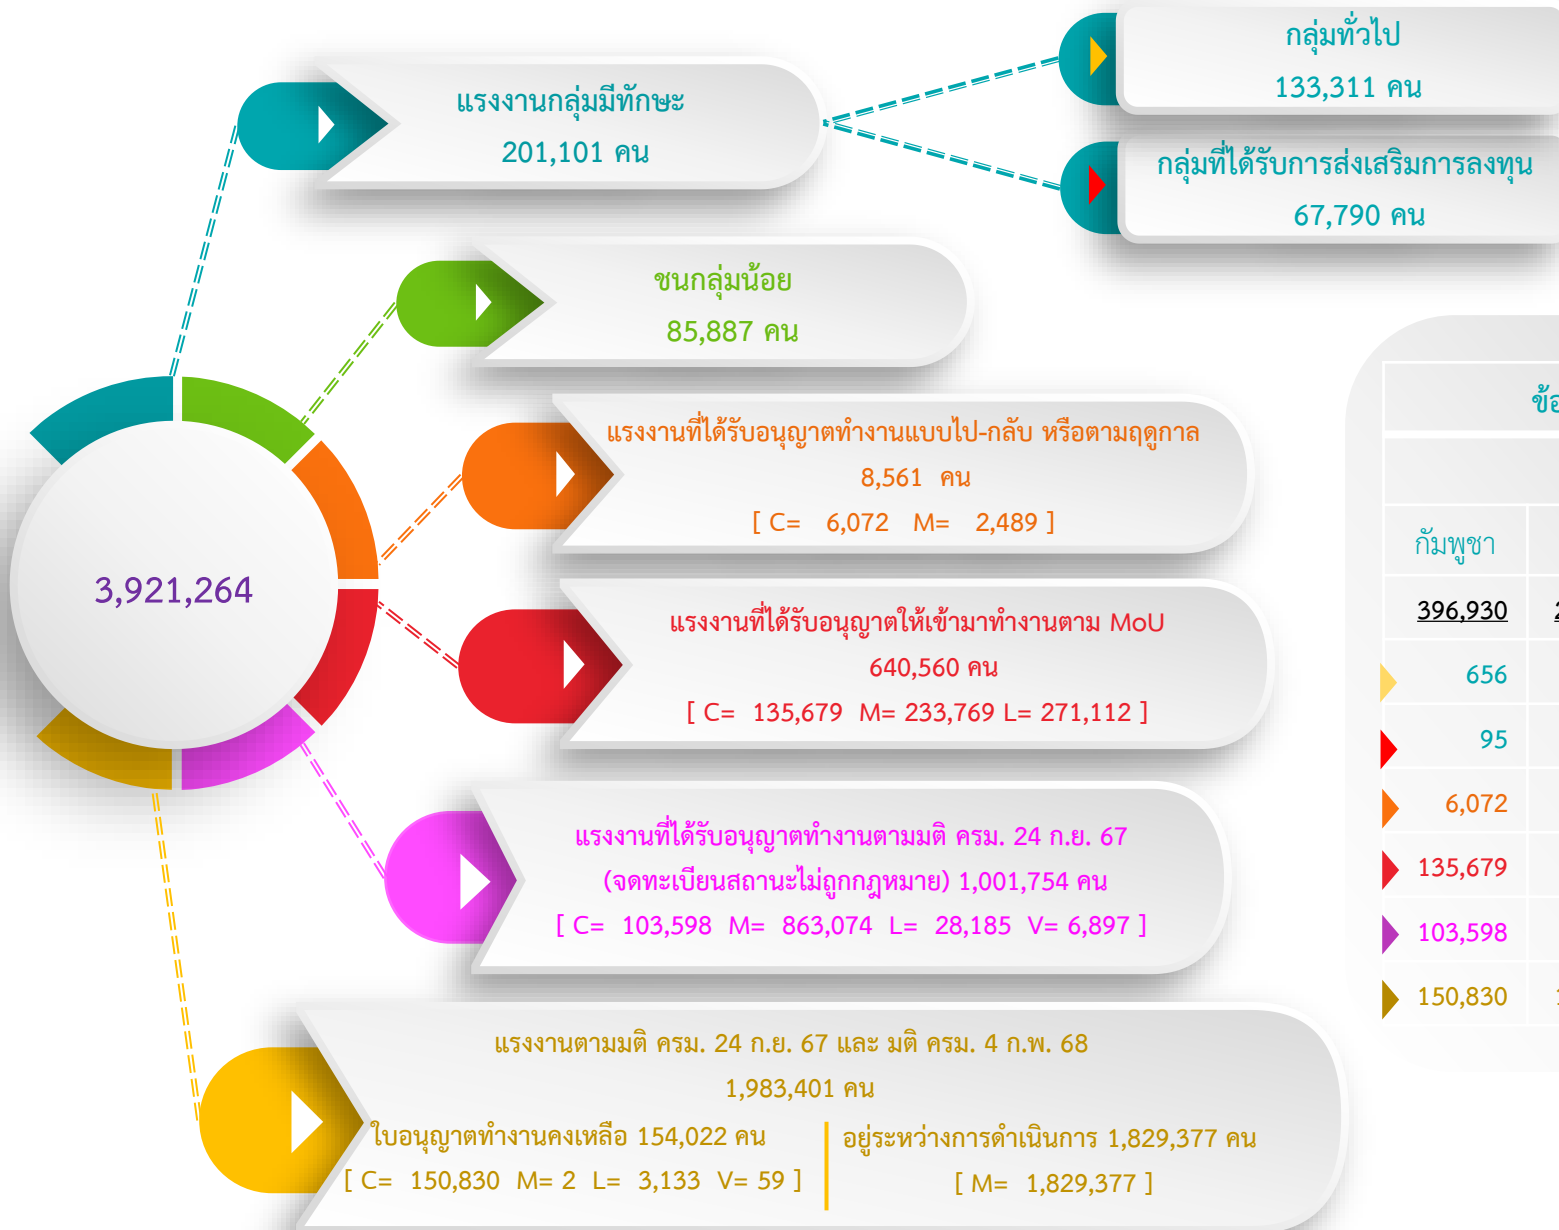 แรงงานกลุ่มมีทักษะ
201,101 คน
กลุ่มทั่วไป
133,311 คน
กลุ่มที่ได้รับการส่งเสริมการลงทุน
67,790 คน
ชนกลุ่มน้อย
85,887 คน
แรงงานที่ได้รับอนุญาตทำงานแบบไป-กลับ หรือตามฤดูกาล
8,561 คน
[ C= 6,072 M= 2,489 ]
3,921,264
แรงงานที่ได้รับอนุญาตให้เข้ามาทำงานตาม MoU
640,560 คน
[ C= 135,679 M= 233,769 L= 271,112 ]
แรงงานที่ได้รับอนุญาตทำงานตามมติ ครม. 24 ก.ย. 67
(จดทะเบียนสถานะไม่ถูกกฎหมาย) 1,001,754 คน
[ C= 103,598 M= 863,074 L= 28,185 V= 6,897 ]
แรงงานตามมติ ครม. 24 ก.ย. 67 และ มติ ครม. 4 ก.พ. 68
1,983,401 คน
ใบอนุญาตทำงานคงเหลือ 154,022 คน
[ C= 150,830 M= 2 L= 3,133 V= 59 ]
อยู่ระหว่างการดำเนินการ 1,829,377 คน
[ M= 1,829,377 ]
กัมพูชา
396,930
656
95
6,072
135,679
103,598
150,830